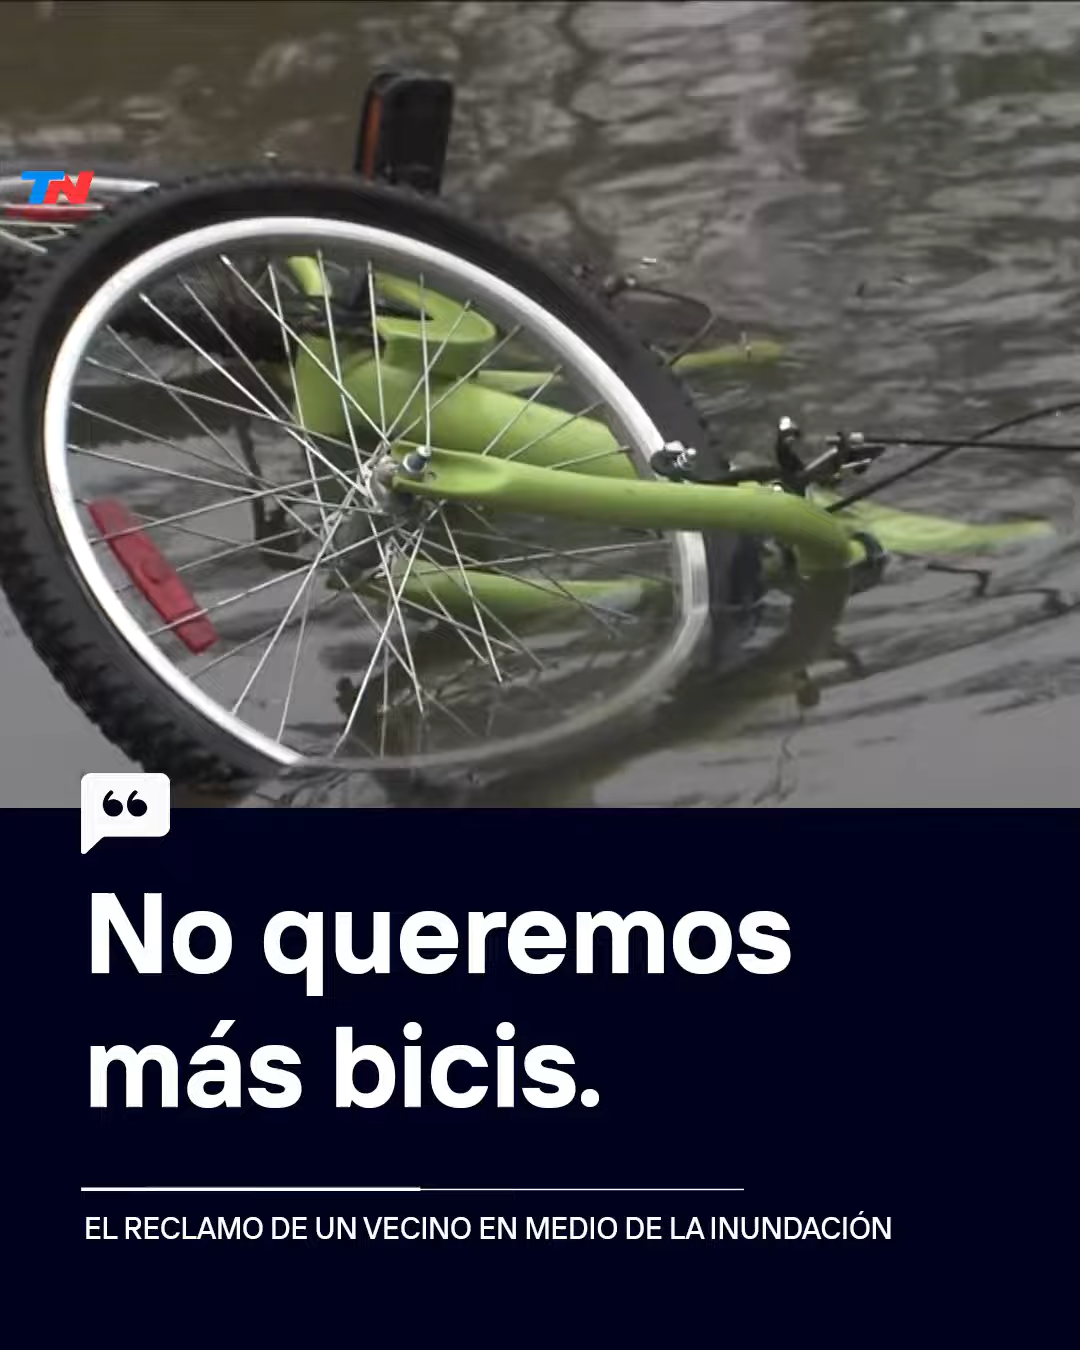 TN
“
No queremos
más bicis.
EL RECLAMO DE UN VECINO EN MEDIO DE LA INUNDACIÓN